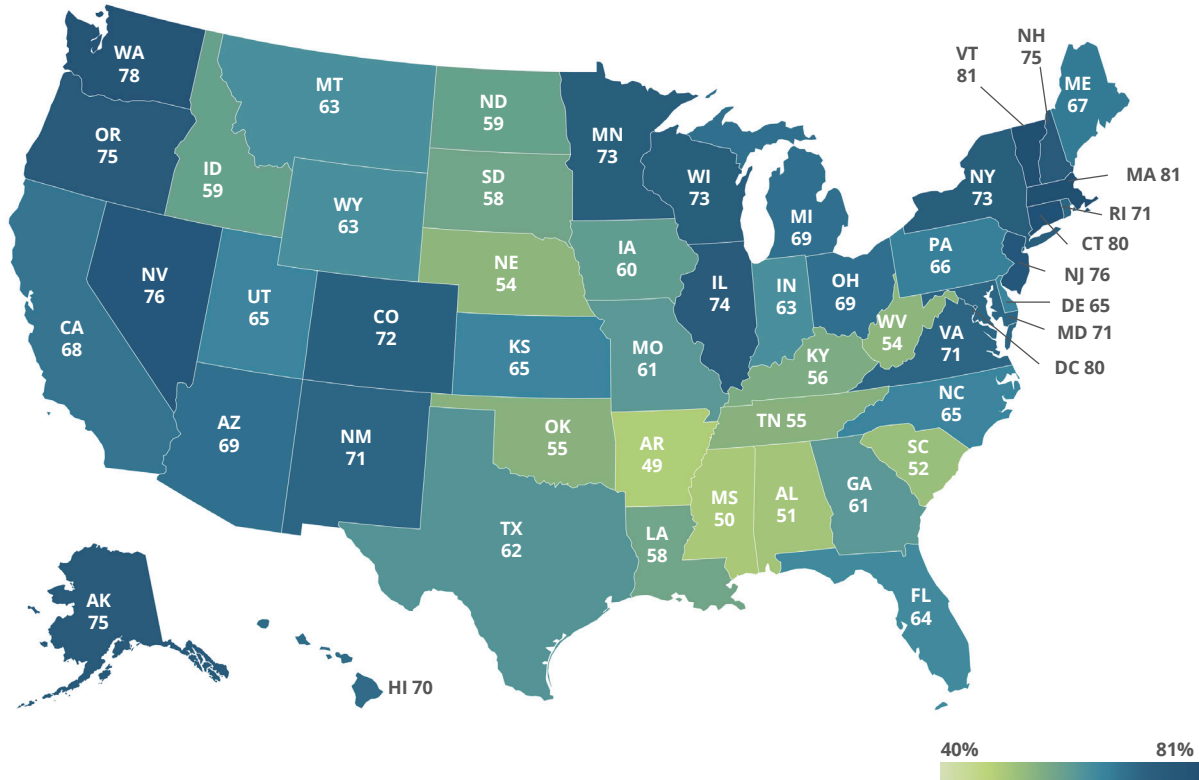 WA
78
OR
75
CA
68
NV
76
ID
59
MT
63
WY
63
UT
65
AZ
69
CO
72
NM
71
ND
59
SD
58
NE
54
KS
65
OK
55
TX
62
MN
73
IA
60
MO
61
AR
49
LA
58
WI
73
IL
74
MI
69
IN
63
OH
69
KY
56
TN 55
MS
50
AL
51
GA
61
FL
64
SC
52
NC
65
VA
71
WV
54
PA
66
NY
73
VT
81
NH
75
ME
67
MA 81
RI 71
CT 80
NJ 76
DE 65
MD 71
DC 80
AK
75
HI 70
40% 81%